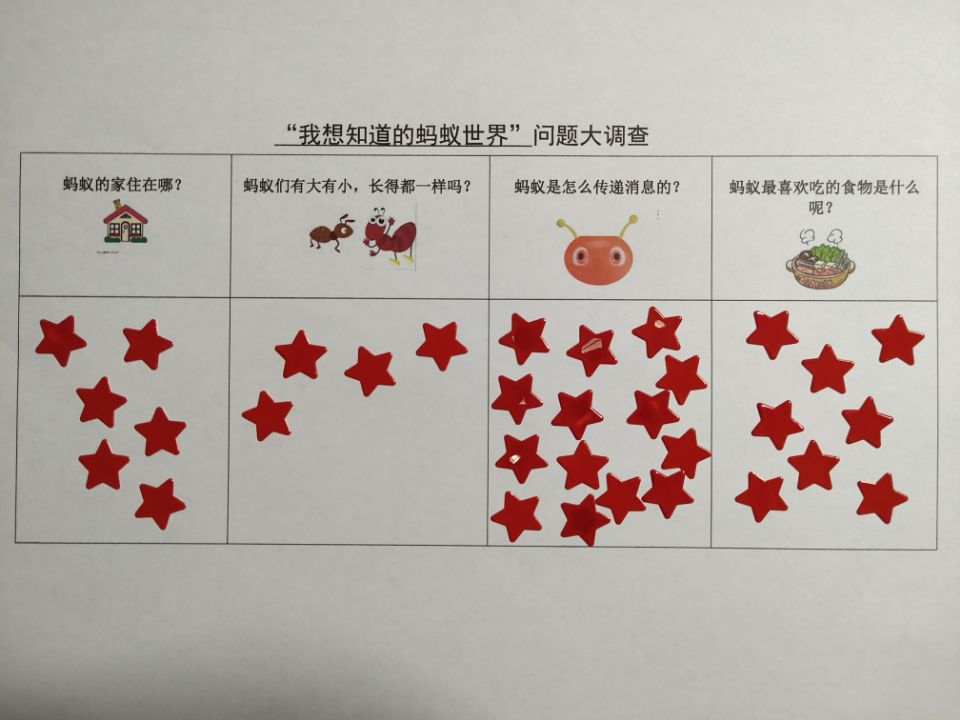 “我想知道的蚂蚁世界”问题大调查
蚂蚁的家住在哪？
蚂蚁们有大有小，长得都一样吗？
蚂蚁是怎么传递消息的？
蚂蚁最喜欢吃的食物是什么
呢？